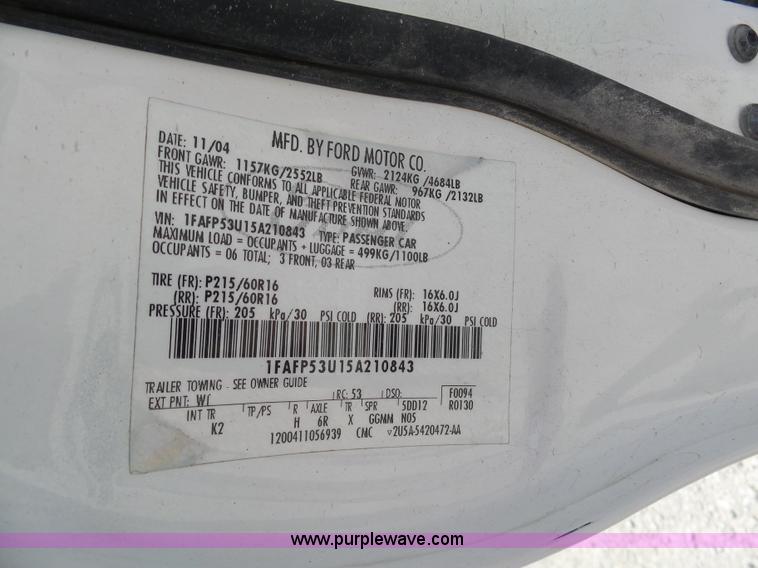 DATE: 11/04 MFD. BY FORD MOTOR CO.
FRONT GAWR: 1157KG/2552LB GVWR: 2124KG/4684LB
REAR GAWR: 967KG/2132LB
THIS VEHICLE CONFORMS TO ALL APPLICABLE FEDERAL MOTOR
VEHICLE SAFETY, BUMPER, AND THEFT PREVENTION STANDARDS
IN EFFECT ON THE DATE OF MANUFACTURE SHOWN ABOVE.
VIN: 1FAFP53U15A210843 TYPE: PASSENGER CAR
MAXIMUM LOAD = OCCUPANTS + LUGGAGE = 499KG/1100LB
OCCUPANTS = 06 TOTAL; 3 FRONT, 03 REAR
TIRE (FR): P215/60R16 RIMS (FR): 16X6.0J
(RR): P215/60R16 (RR): 16X6.0J
PRESSURE (FR): 205 kPa/30 PSI COLD (RR): 205 kPa/30 PSI COLD
1FAFP53U15A210843
TRAILER TOWING - SEE OWNER GUIDE
EXT PNT: RC: 53 DSO: F0094
R0130
INT TR TP/PS R AXLE TR SPR 5DD12
K2 H 6R X GGMM N05
1200411056939 CMC 2U5A-5420472-AA
www.purplewave.com